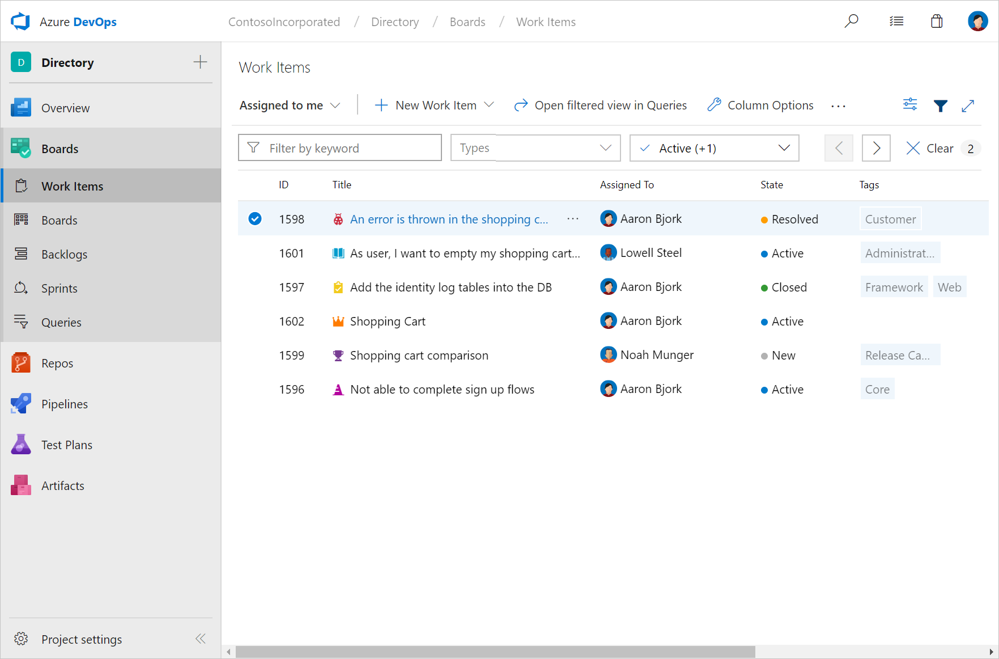 Azure DevOps
ContosoIncorporated / Directory / Boards / Work Items
D Directory
Overview
Boards
Work Items
Boards
Backlogs
Sprints
Queries
Repos
Pipelines
Test Plans
Artifacts
Project settings
Work Items
Assigned to me New Work Item Open filtered view in Queries Column Options ...
Filter by keyword Types Active (+1) Clear 2
ID Title Assigned To State Tags
1598 An error is thrown in the shopping c... ... Aaron Bjork Resolved Customer
1601 As user, I want to empty my shopping cart... Lowell Steel Active Administrat...
1597 Add the identity log tables into the DB Aaron Bjork Closed Framework Web
1602 Shopping Cart Aaron Bjork Active
1599 Shopping cart comparison Noah Munger New Release Ca...
1596 Not able to complete sign up flows Aaron Bjork Active Core